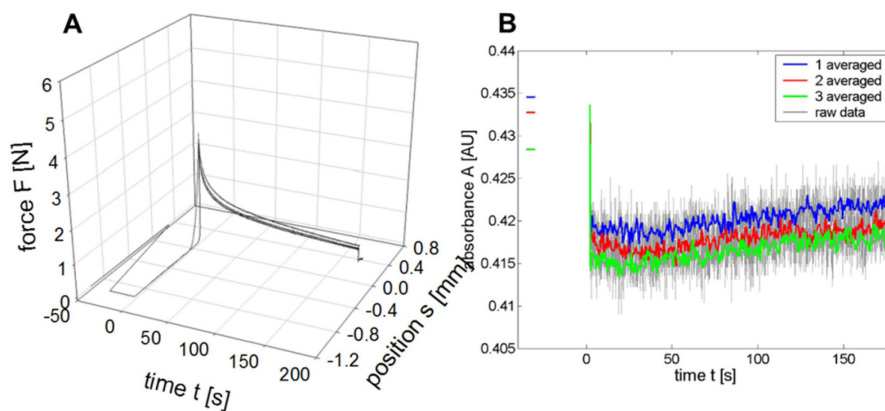 A
force F [N]
6
5
4
3
2
1
0
-50
0
50
100
150
200
time t [s]
0.8
0.4
0.0
-0.4
-0.8
-1.2
position s [mm]
B
absorbance A [AU]
0.44
0.435
0.43
0.425
0.42
0.415
0.41
0.405
0
50
100
150
time t [s]
1 averaged
2 averaged
3 averaged
raw data